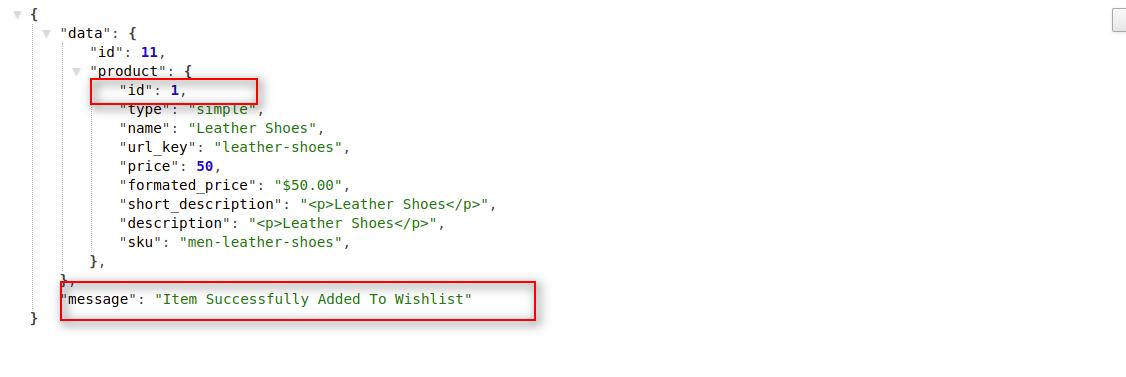 {
"data": {
"id": 11,
"product": {
"id": 1,
"type": "simple",
"name": "Leather Shoes",
"url_key": "leather-shoes",
"price": 50,
"formated_price": "$50.00",
"short_description": "<p>Leather Shoes</p>",
"description": "<p>Leather Shoes</p>",
"sku": "men-leather-shoes",
},
},
"message": "Item Successfully Added To Wishlist"
}